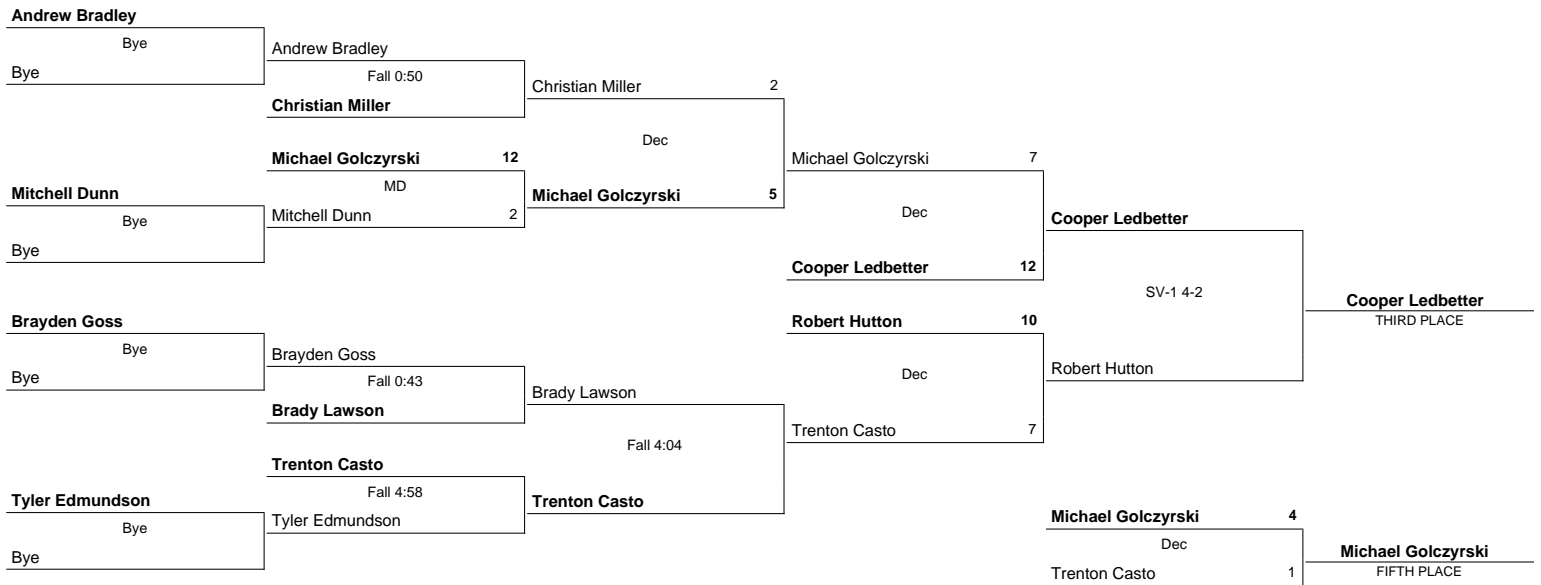 Andrew Bradley
Bye
Bye
Andrew Bradley
Fall 0:50
Christian Miller
Christian Miller 2
Dec
Michael Golczyrski 12
MD
Mitchell Dunn 2
Mitchell Dunn
Bye
Bye
Michael Golczyrski 5
Michael Golczyrski 7
Dec
Cooper Ledbetter 12
Cooper Ledbetter
SV-1 4-2
Robert Hutton
Cooper Ledbetter
THIRD PLACE
Brayden Goss
Bye
Bye
Brayden Goss
Fall 0:43
Brady Lawson
Brady Lawson
Fall 4:04
Trenton Casto
Trenton Casto
Fall 4:58
Tyler Edmundson
Tyler Edmundson
Bye
Bye
Robert Hutton 10
Dec
Trenton Casto 7
Michael Golczyrski 4
Dec
Trenton Casto 1
Michael Golczyrski
FIFTH PLACE